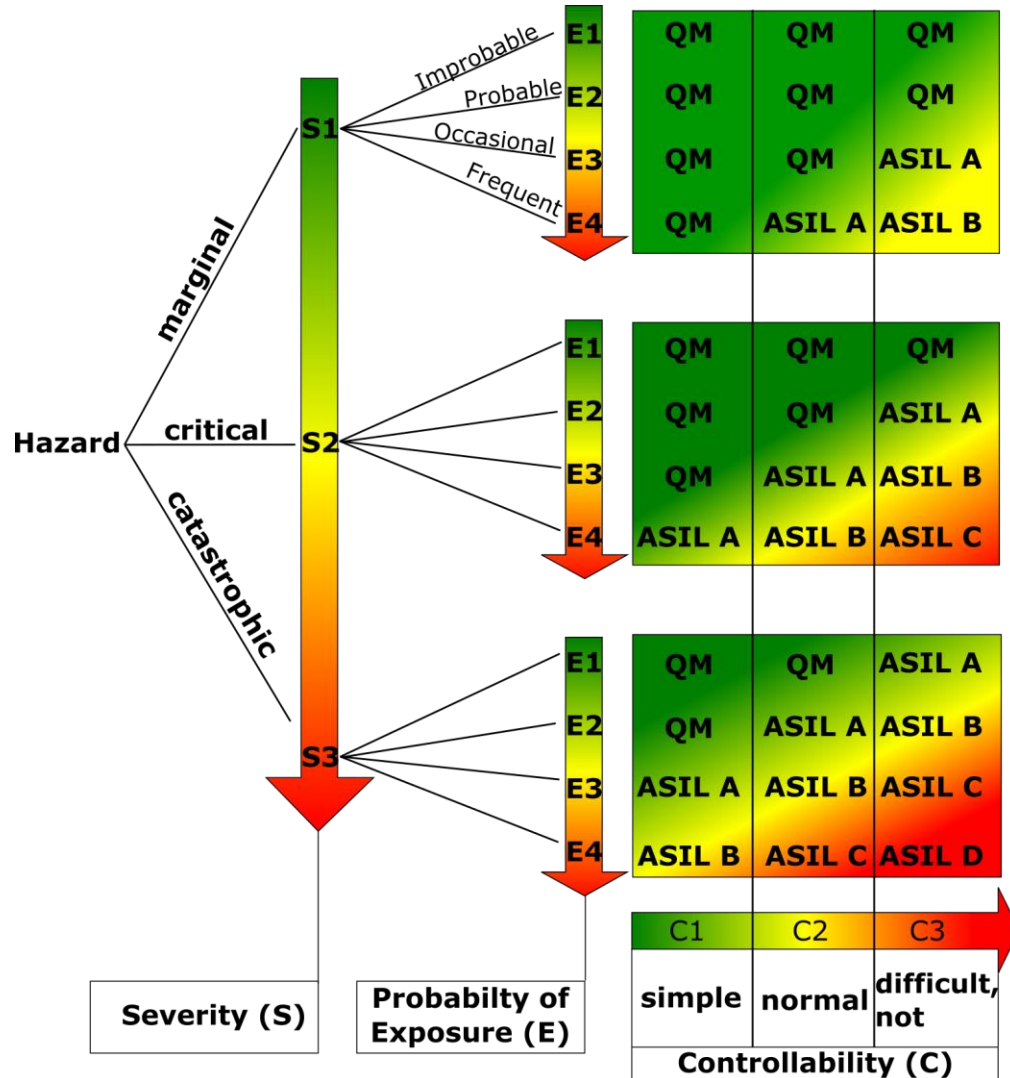 E1 QM QM QM
Improbable
Probable
E2 QM QM QM
S1
Occasional
E3 QM QM ASIL A
Frequent
E4 QM ASIL A ASIL B
marginal
E1 QM QM QM
E2 QM QM ASIL A
Hazard critical S2
E3 QM ASIL A ASIL B
E4 ASIL A ASIL B ASIL C
catastrophic
E1 QM QM ASIL A
E2 QM ASIL A ASIL B
S3
E3 ASIL A ASIL B ASIL C
E4 ASIL B ASIL C ASIL D
C1 C2 C3
simple normal difficult,
not
Severity (S)
Probabilty of
Exposure (E)
Controllability (C)